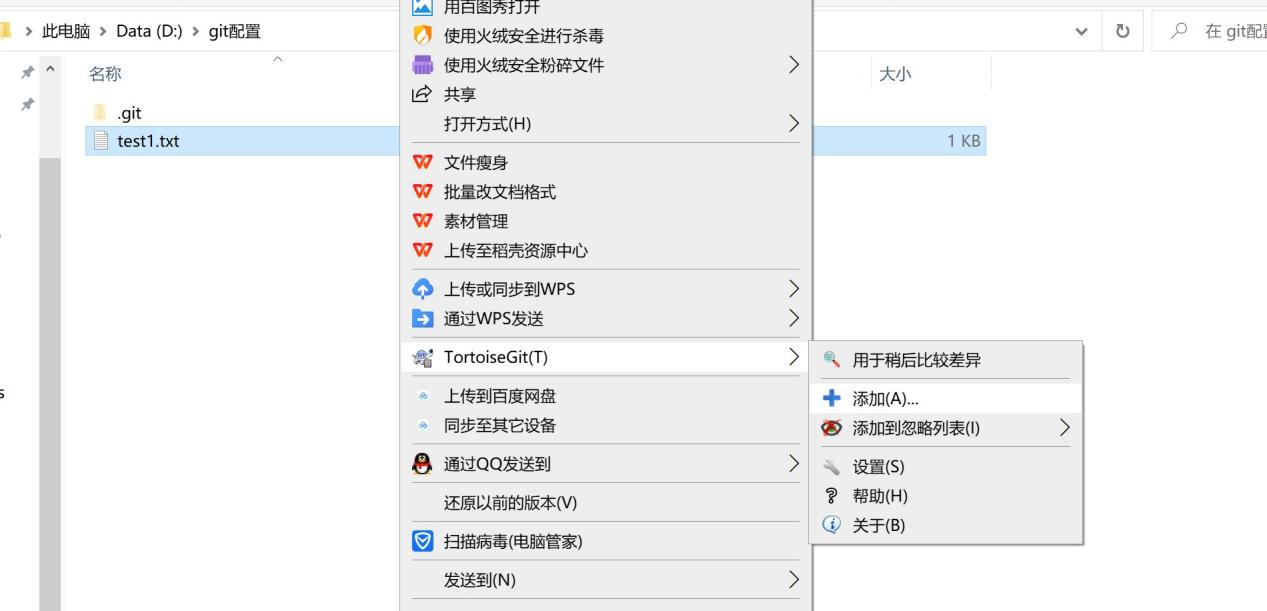 用百图秀打开
此电脑 > Data (D:) > git配置
在 git配
使用火绒安全进行杀毒
使用火绒安全粉碎文件
名称
大小
共享
.git
打开方式(H)
test1.txt
1 KB
文件瘦身
批量改文档格式
素材管理
上传至稻壳资源中心
上传或同步到WPS
通过WPS发送
TortoiseGit(T)
用于稍后比较差异
上传到百度网盘
添加(A)...
同步至其它设备
添加到忽略列表(I)
通过QQ发送到
设置(S)
还原以前的版本(V)
帮助(H)
关于(B)
扫描病毒(电脑管家)
发送到(N)